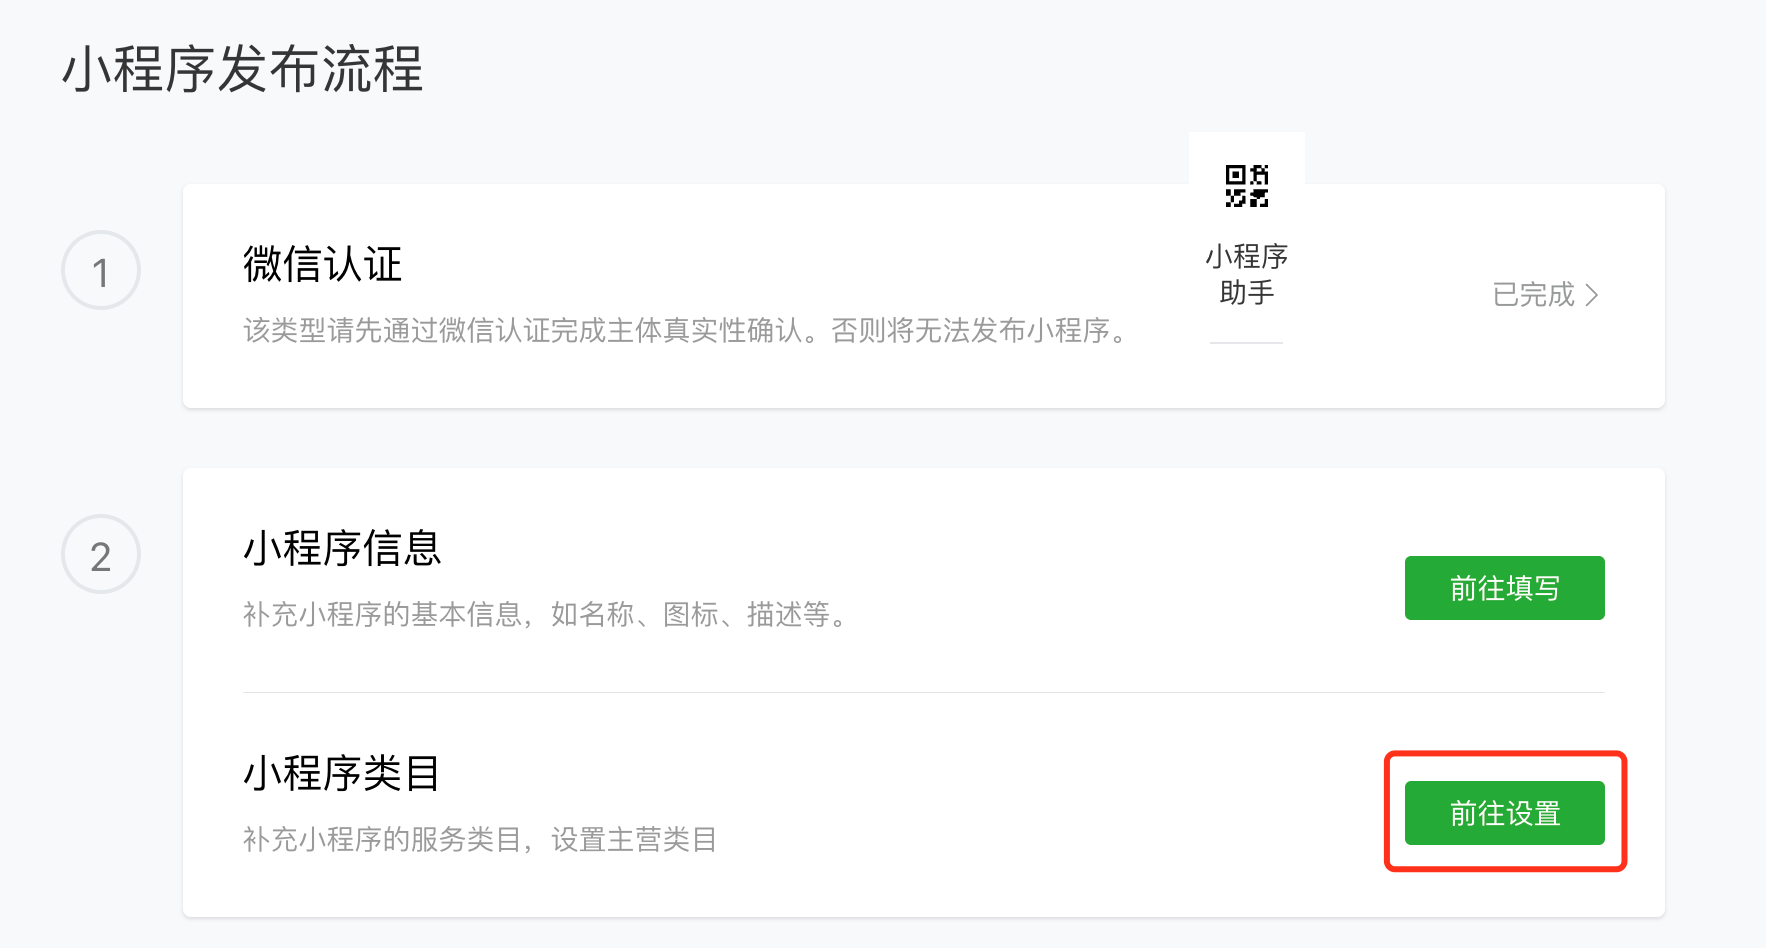 小程序发布流程
1
微信认证
该类型请先通过微信认证完成主体真实性确认。否则将无法发布小程序。
小程序
助手
已完成
2
小程序信息
补充小程序的基本信息，如名称、图标、描述等。
前往填写
小程序类目
补充小程序的服务类目，设置主营类目
前往设置